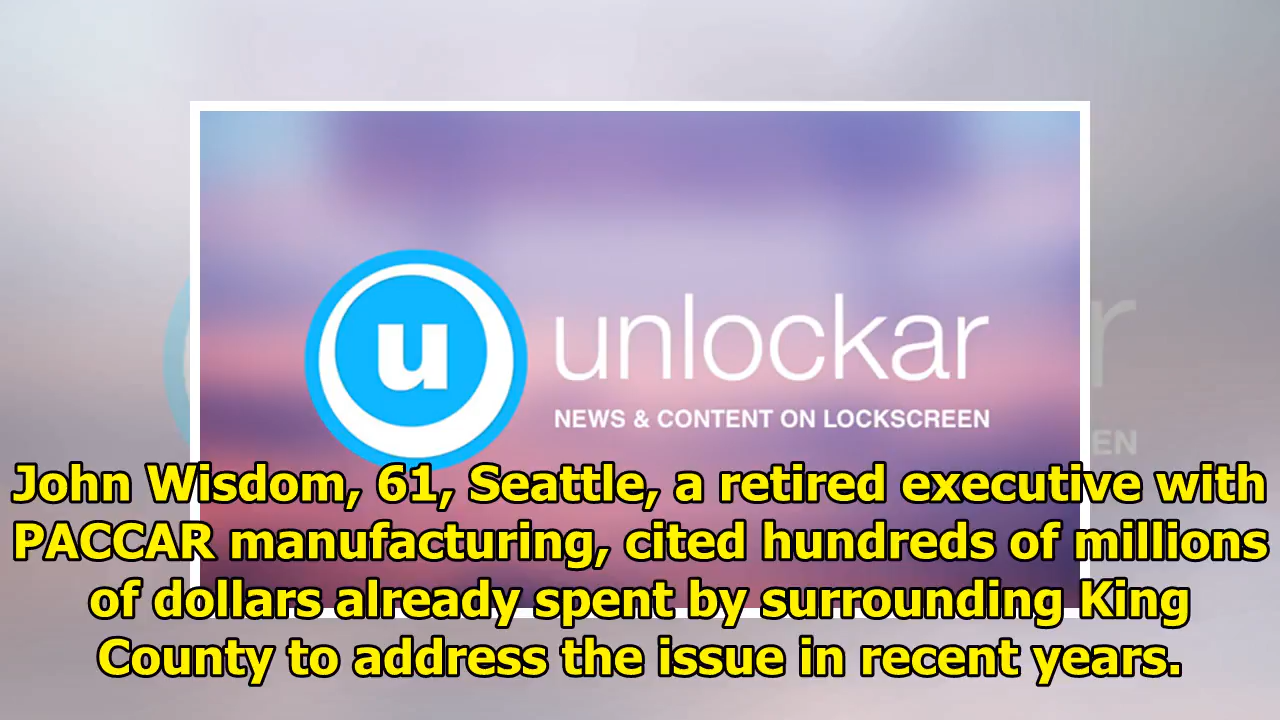 u
unlockar
NEWS & CONTENT ON LOCKSCREEN
r
EEN
John Wisdom, 61, Seattle, a retired executive with
PACCAR manufacturing, cited hundreds of millions
of dollars already spent by surrounding King
County to address the issue in recent years.